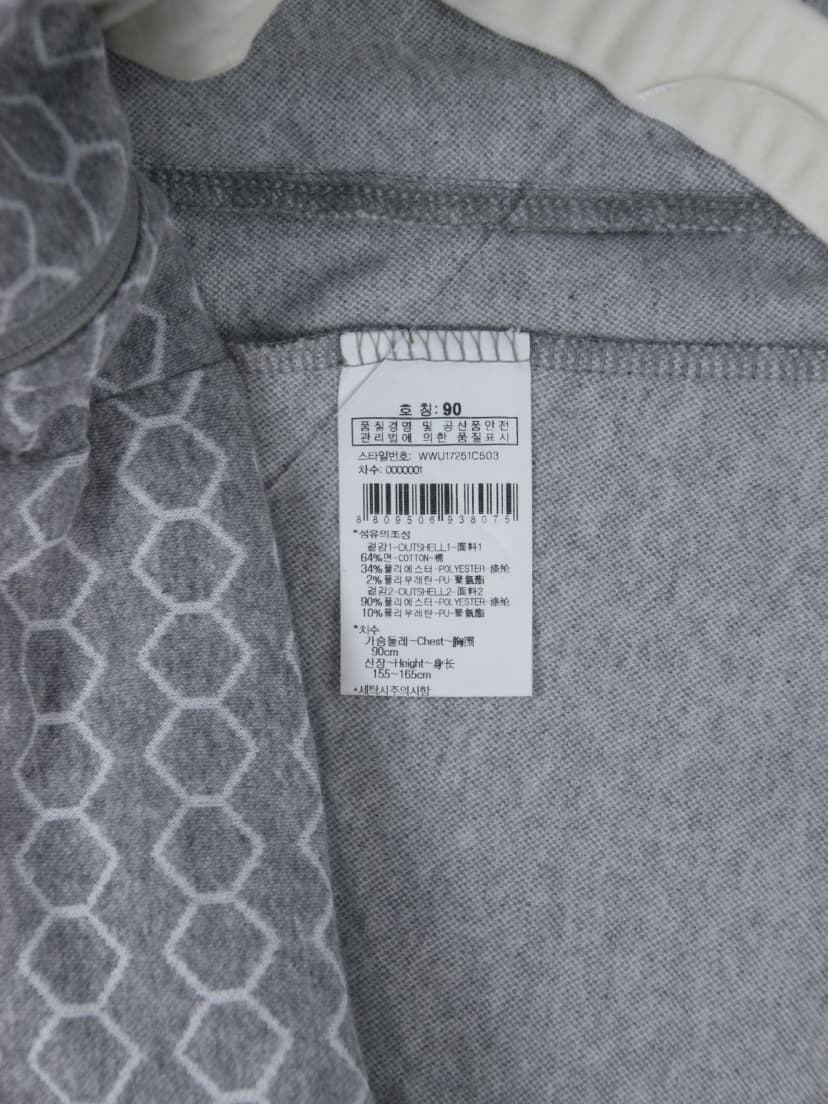 호 칭: 90
품질경영 및 공산품안전
관리법에 의한 품질표시
스타일번호: WWU17251C503
차수: 0000001
8 809506 938075
*섬유의조성
겉감1-OUTSHELL1-面料1
64%면-COTTON-棉
34%폴리에스터-POLYESTER-涤纶
2%폴리우레탄-PU-聚氨酯
겉감2-OUTSHELL2-面料2
90%폴리에스터-POLYESTER-涤纶
10%폴리우레탄-PU-聚氨酯
*치수
가슴둘레~Chest~胸围
90cm
신장~Height~身长
155~165cm
*세탁시주의사항